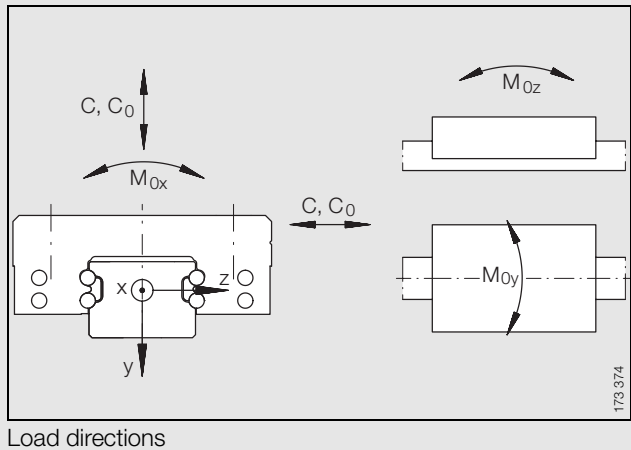 C, C0
M0x
M0z
C, C0
x
z
y
M0y
173 374
Load directions